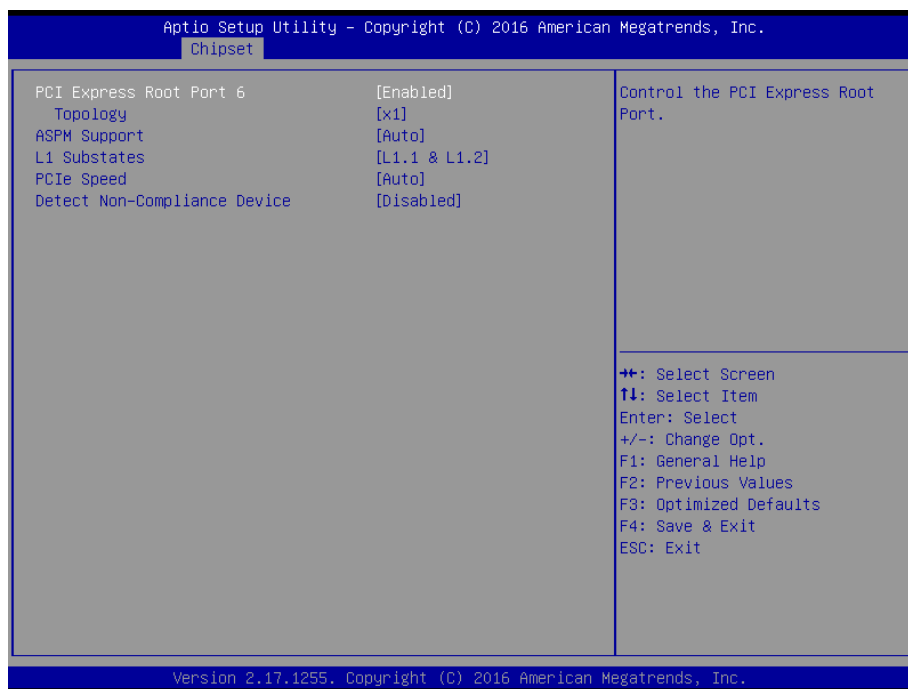 Aptio Setup Utility – Copyright (C) 2016 American Megatrends, Inc.
Chipset
PCI Express Root Port 6 [Enabled]
Topology [x1]
ASPM Support [Auto]
L1 Substates [L1.1 & L1.2]
PCIe Speed [Auto]
Detect Non-Compliance Device [Disabled]
Control the PCI Express Root
Port.
→←: Select Screen
↑↓: Select Item
Enter: Select
+/-: Change Opt.
F1: General Help
F2: Previous Values
F3: Optimized Defaults
F4: Save & Exit
ESC: Exit
Version 2.17.1255. Copyright (C) 2016 American Megatrends, Inc.